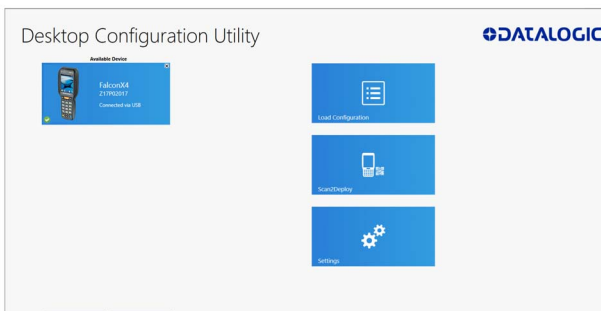 Desktop Configuration Utility
DATALOGIC
Available Device
FalconX4
Z17P02017
Connected via USB
Load Configuration
Scan2Deploy
Settings